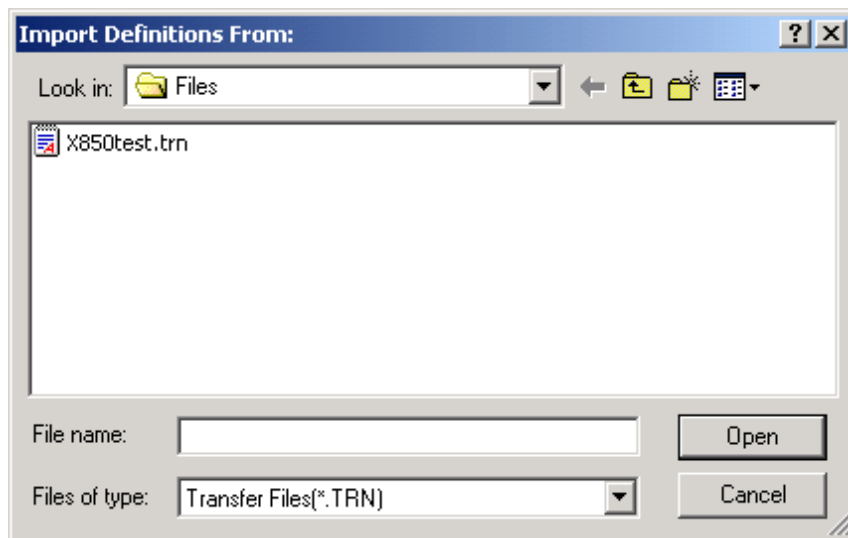 Import Definitions From:
Look in: Files
X850test.trn
File name:
Open
Files of type: Transfer Files(*.TRN)
Cancel